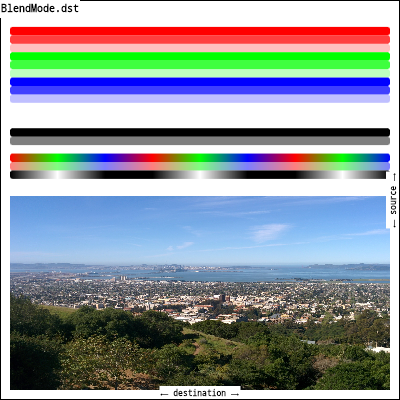 BlendMode.dst
← source →
← destination →